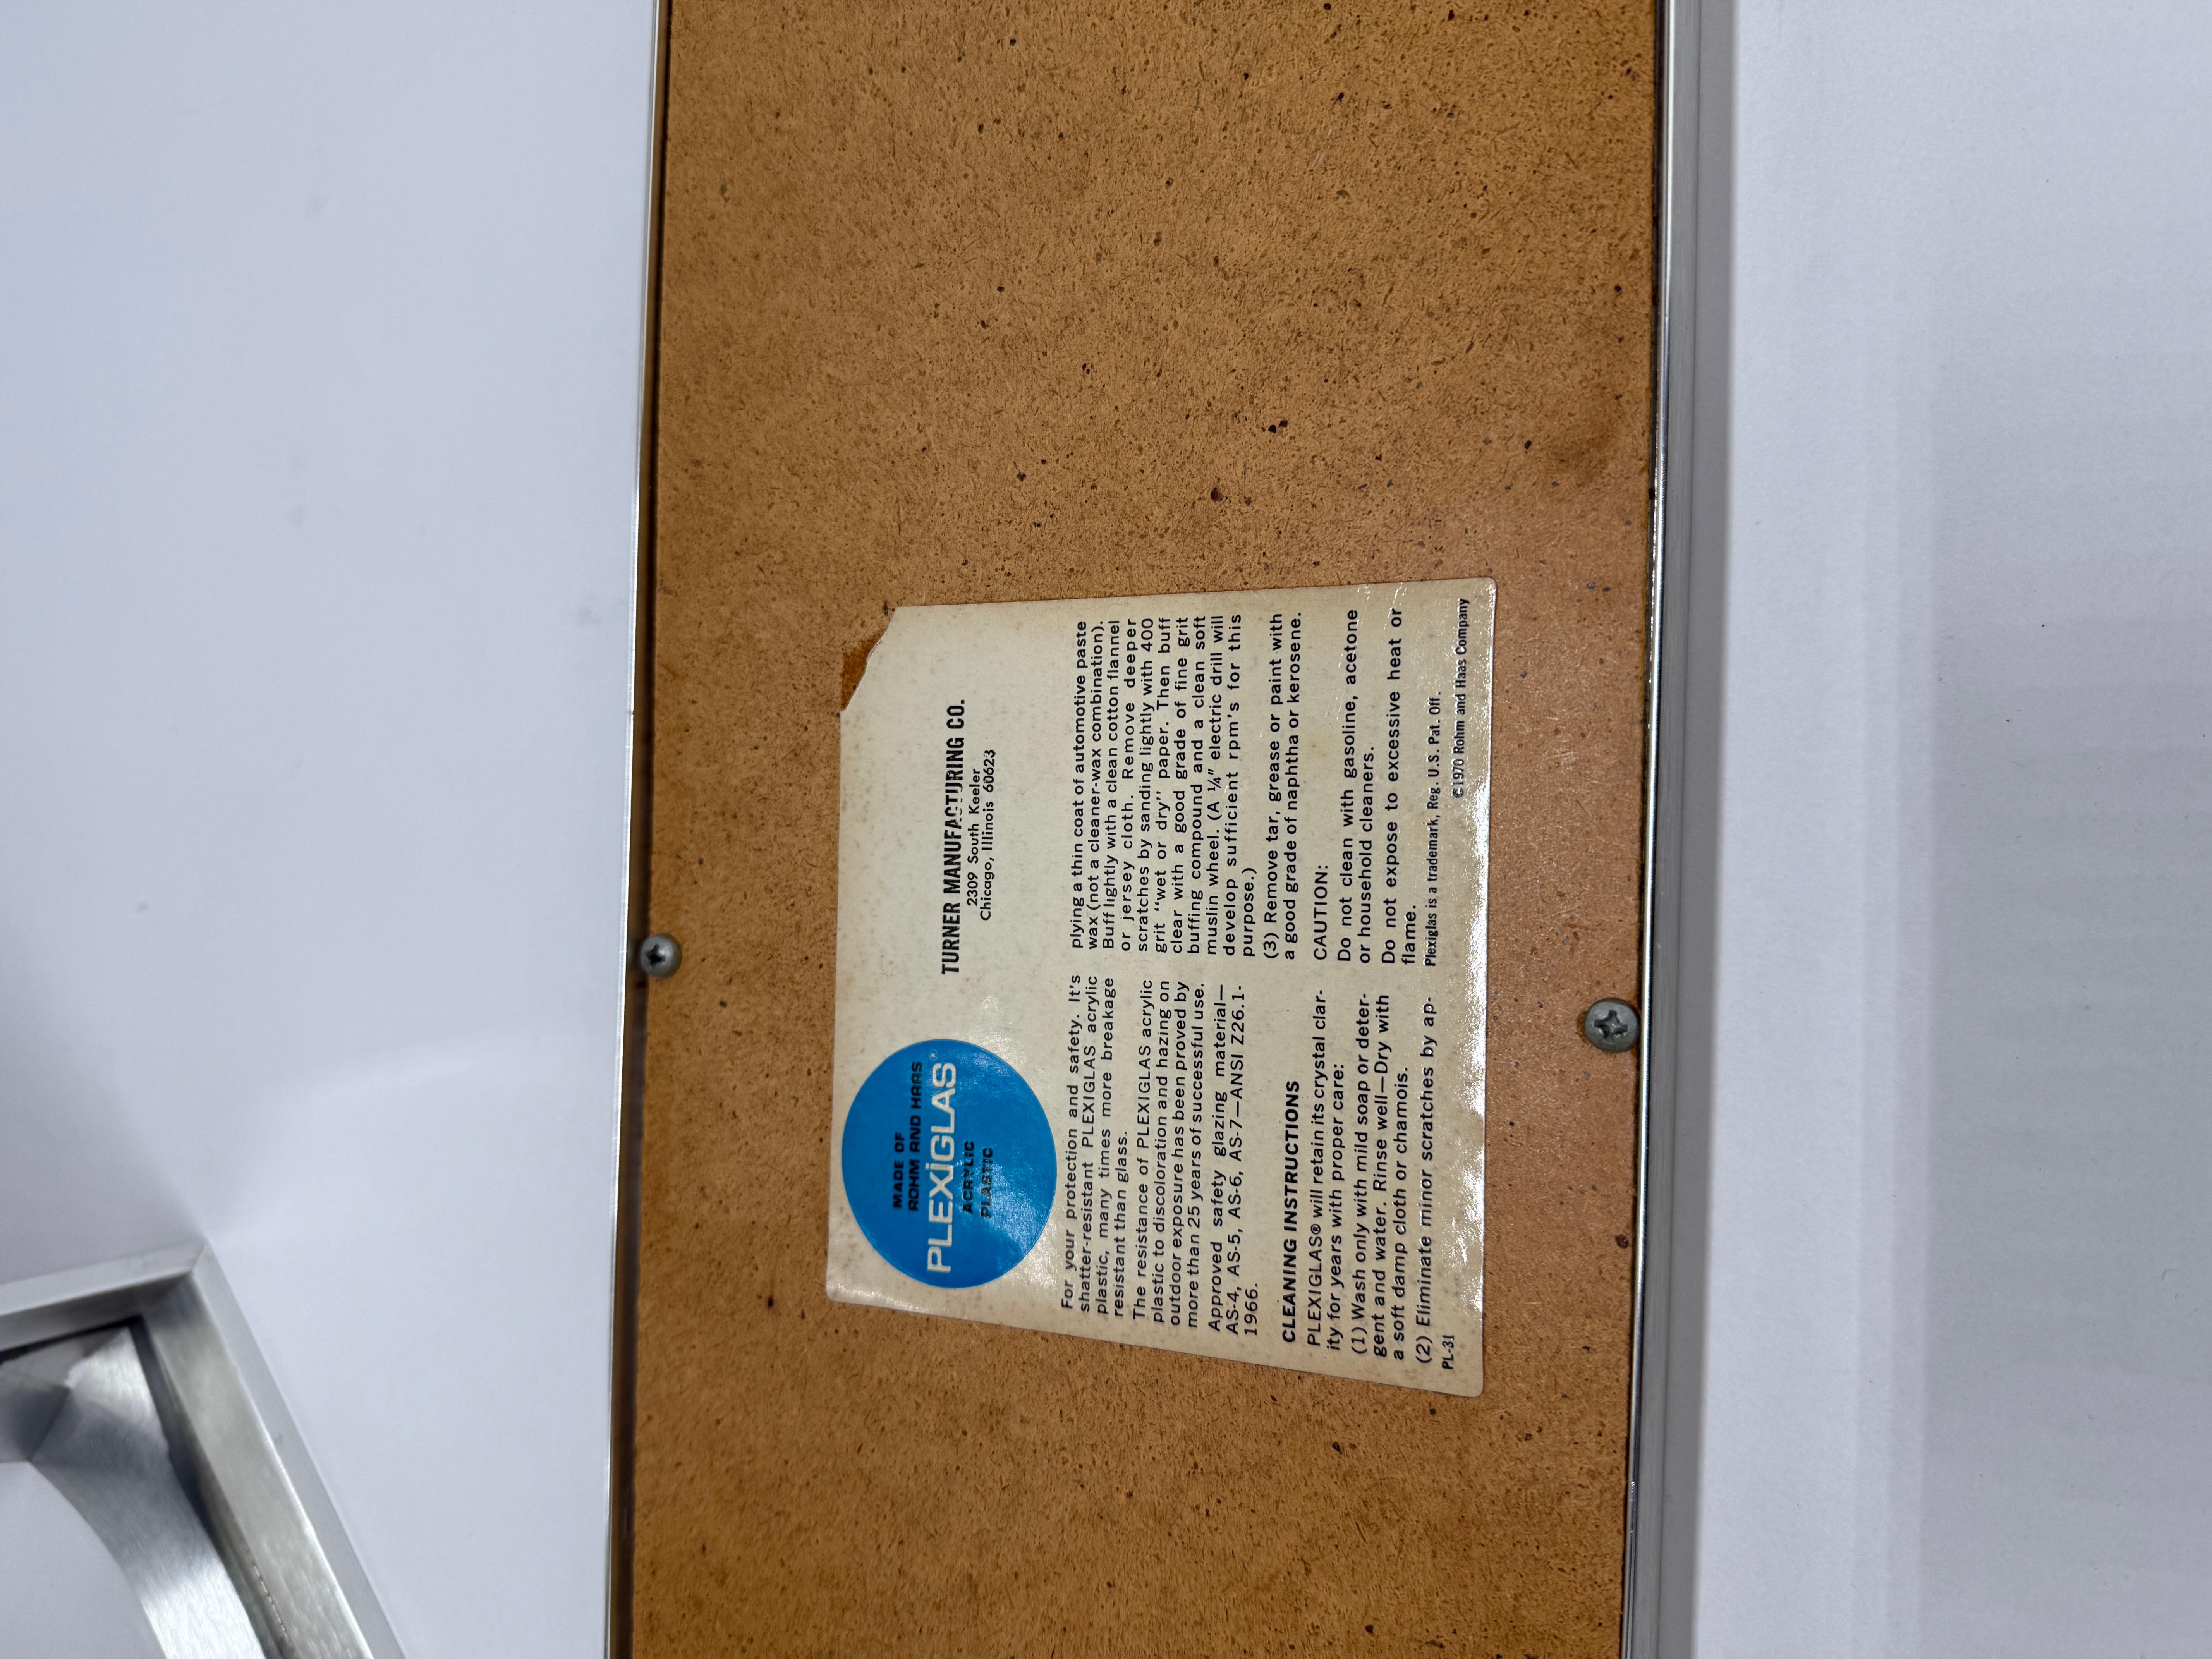 MADE OF
ROHM AND HAAS
PLEXIGLAS®
ACRYLIC
PLASTIC
TURNER MANUFACTURING CO.
2309 South Keeler
Chicago, Illinois 60623
For your protection and safety. It's
shatter-resistant PLEXIGLAS acrylic
plastic, many times more breakage
resistant than glass.
The resistance of PLEXIGLAS acrylic
plastic to discoloration and hazing on
outdoor exposure has been proved by
more than 25 years of successful use.
Approved safety glazing material—
AS-4, AS-5, AS-6, AS-7—ANSI Z26.1-
1966.
CLEANING INSTRUCTIONS
PLEXIGLAS® will retain its crystal clar-
ity for years with proper care:
(1) Wash only with mild soap or deter-
gent and water. Rinse well—Dry with
a soft damp cloth or chamois.
(2) Eliminate minor scratches by ap-
PL-31
plying a thin coat of automotive paste
wax (not a cleaner-wax combination).
Buff lightly with a clean cotton flannel
or jersey cloth. Remove deeper
scratches by sanding lightly with 400
grit "wet or dry" paper. Then buff
clear with a good grade of fine grit
buffing compound and a clean soft
muslin wheel. (A ¼" electric drill will
develop sufficient rpm's for this
purpose.)
(3) Remove tar, grease or paint with
a good grade of naphtha or kerosene.
CAUTION:
Do not clean with gasoline, acetone
or household cleaners.
Do not expose to excessive heat or
flame.
Plexiglas is a trademark, Reg. U.S. Pat. Off.
© 1970 Rohm and Haas Company